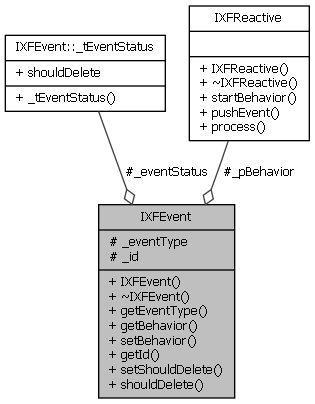 IXFEvent::_tEventStatus
+ shouldDelete
+ _tEventStatus()
IXFReactive
+ IXFReactive()
+ ~IXFReactive()
+ startBehavior()
+ pushEvent()
+ process()
#_eventStatus
#_pBehavior
IXFEvent
# _eventType
# _id
+ IXFEvent()
+ ~IXFEvent()
+ getEventType()
+ getBehavior()
+ setBehavior()
+ getId()
+ setShouldDelete()
+ shouldDelete()